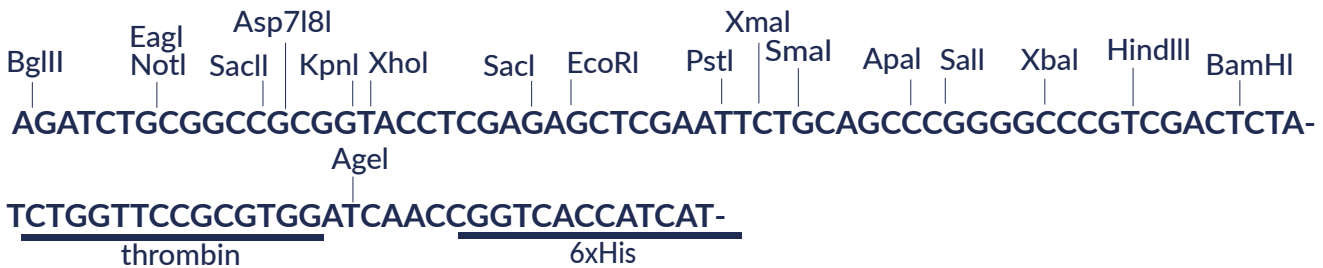 Asp7l8l XmaI
EagI HindIII
BglII NotI SacII KpnI XhoI SacI EcoRI PstI SmaI ApaI SalI XbaI BamHI
AGATCTGCGGCCGCGGTACCTCGAGAGCTCGAATTCTGCAGCCCGGGGCCCGTCGACTCTA-
AgeI
TCTGGTTCCGCGTGGATCAACCGGTCACCATCAT-
thrombin 6xHis